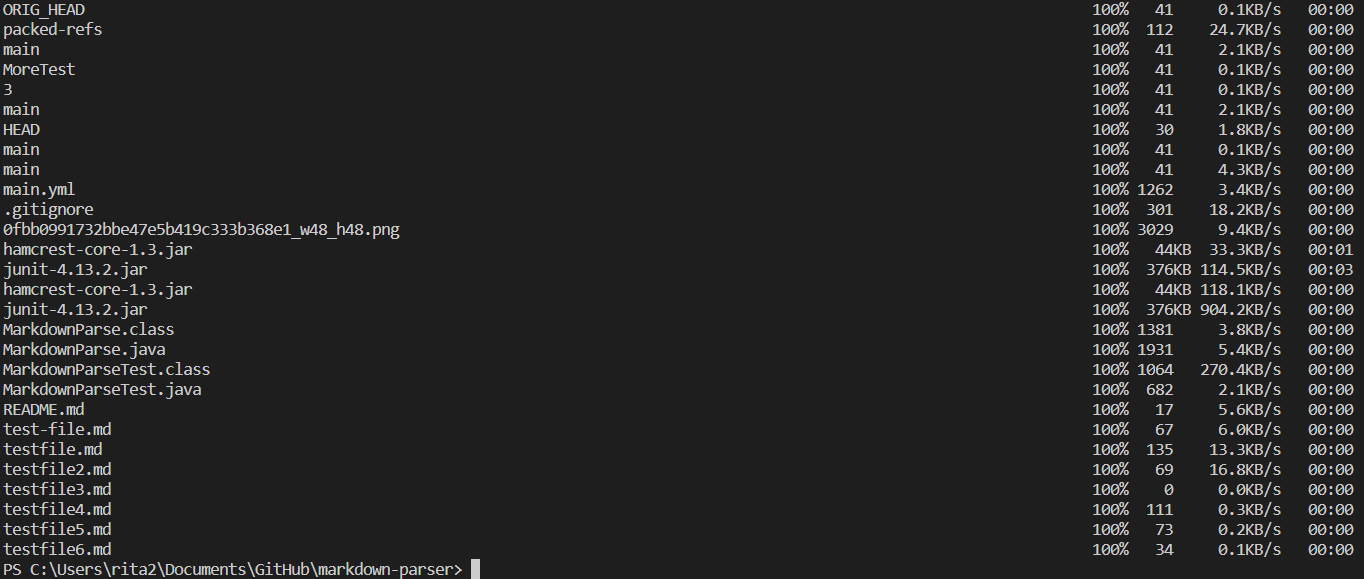 ORIG_HEAD 100% 41 0.1KB/s 00:00
packed-refs 100% 112 24.7KB/s 00:00
main 100% 41 2.1KB/s 00:00
MoreTest 100% 41 0.1KB/s 00:00
3 100% 41 0.1KB/s 00:00
main 100% 41 2.1KB/s 00:00
HEAD 100% 30 1.8KB/s 00:00
main 100% 41 0.1KB/s 00:00
main 100% 41 4.3KB/s 00:00
main.yml 100% 1262 3.4KB/s 00:00
.gitignore 100% 301 18.2KB/s 00:00
0fbb0991732bbe47e5b419c333b368e1_w48_h48.png 100% 3029 9.4KB/s 00:00
hamcrest-core-1.3.jar 100% 44KB 33.3KB/s 00:01
junit-4.13.2.jar 100% 376KB 114.5KB/s 00:03
hamcrest-core-1.3.jar 100% 44KB 118.1KB/s 00:00
junit-4.13.2.jar 100% 376KB 904.2KB/s 00:00
MarkdownParse.class 100% 1381 3.8KB/s 00:00
MarkdownParse.java 100% 1931 5.4KB/s 00:00
MarkdownParseTest.class 100% 1064 270.4KB/s 00:00
MarkdownParseTest.java 100% 682 2.1KB/s 00:00
README.md 100% 17 5.6KB/s 00:00
test-file.md 100% 67 6.0KB/s 00:00
testfile.md 100% 135 13.3KB/s 00:00
testfile2.md 100% 69 16.8KB/s 00:00
testfile3.md 100% 0 0.0KB/s 00:00
testfile4.md 100% 111 0.3KB/s 00:00
testfile5.md 100% 73 0.2KB/s 00:00
testfile6.md 100% 34 0.1KB/s 00:00
PS C:\Users\rita2\Documents\GitHub\markdown-parser>